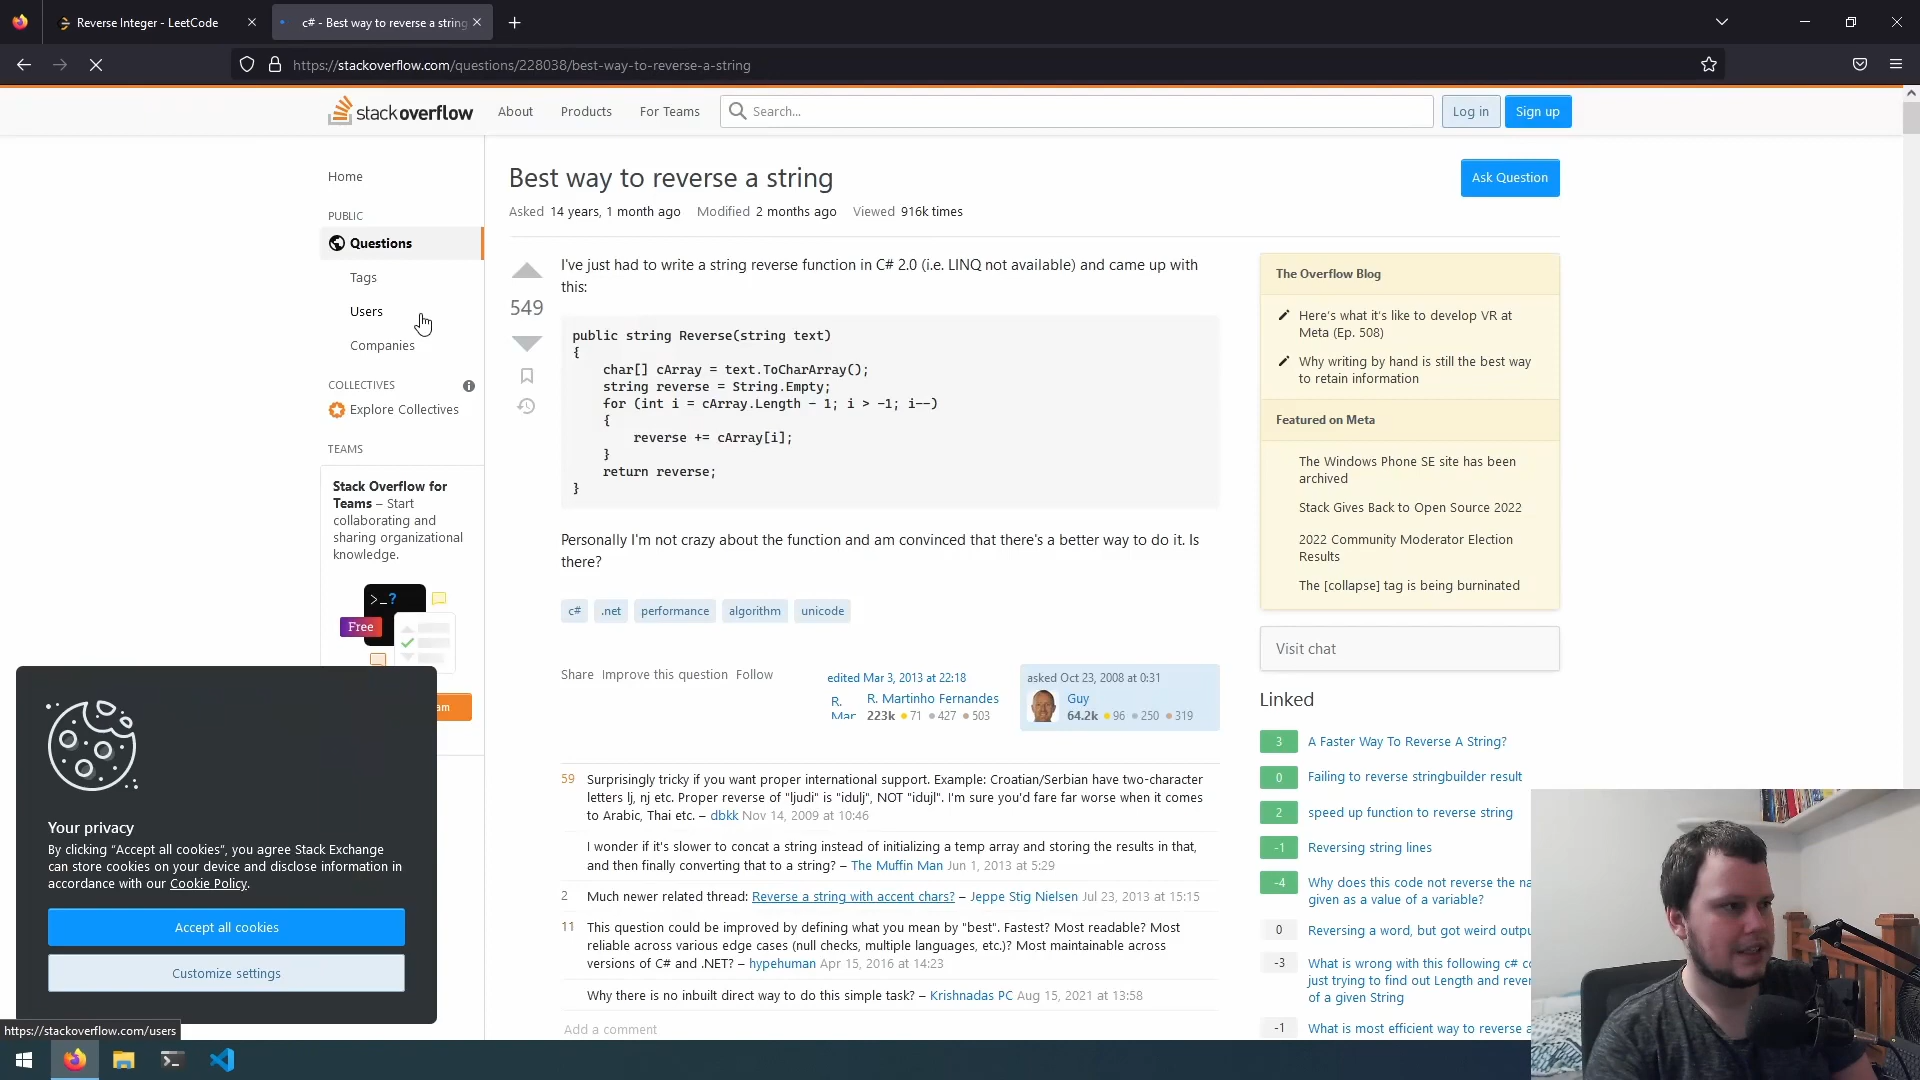 Reverse Integer - LeetCode
c# - Best way to reverse a string
https://stackoverflow.com/questions/228038/best-way-to-reverse-a-string
stackoverflow
About
Products
For Teams
Search...
Log in
Sign up
Home
PUBLIC
Questions
Tags
Users
Companies
COLLECTIVES
Explore Collectives
TEAMS
Stack Overflow for
Teams – Start
collaborating and
sharing organizational
knowledge.
>_?
Free
am
Best way to reverse a string
Ask Question
Asked 14 years, 1 month ago Modified 2 months ago Viewed 916k times
549
I've just had to write a string reverse function in C# 2.0 (i.e. LINQ not available) and came up with
this:
public string Reverse(string text)
{
char[] cArray = text.ToCharArray();
string reverse = String.Empty;
for (int i = cArray.Length - 1; i > -1; i--)
{
reverse += cArray[i];
}
return reverse;
}
Personally I'm not crazy about the function and am convinced that there's a better way to do it. Is
there?
c# .net performance algorithm unicode
Share Improve this question Follow
edited Mar 3, 2013 at 22:18
R.
Mar
R. Martinho Fernandes
223k 71 427 503
asked Oct 23, 2008 at 0:31
Guy
64.2k 96 250 319
59 Surprisingly tricky if you want proper international support. Example: Croatian/Serbian have two-character
letters lj, nj etc. Proper reverse of "ljudi" is "idulj", NOT "idujl". I'm sure you'd fare far worse when it comes
to Arabic, Thai etc. – dbkk Nov 14, 2009 at 10:46
I wonder if it's slower to concat a string instead of initializing a temp array and storing the results in that,
and then finally converting that to a string? – The Muffin Man Jun 1, 2013 at 5:29
2 Much newer related thread: Reverse a string with accent chars? – Jeppe Stig Nielsen Jul 23, 2013 at 15:15
11 This question could be improved by defining what you mean by "best". Fastest? Most readable? Most
reliable across various edge cases (null checks, multiple languages, etc.)? Most maintainable across
versions of C# and .NET? – hypehuman Apr 15, 2016 at 14:23
Why there is no inbuilt direct way to do this simple task? – Krishnadas PC Aug 15, 2021 at 13:58
Add a comment
The Overflow Blog
Here's what it's like to develop VR at
Meta (Ep. 508)
Why writing by hand is still the best way
to retain information
Featured on Meta
The Windows Phone SE site has been
archived
Stack Gives Back to Open Source 2022
2022 Community Moderator Election
Results
The [collapse] tag is being burninated
Visit chat
Linked
3 A Faster Way To Reverse A String?
0 Failing to reverse stringbuilder result
2 speed up function to reverse string
-1 Reversing string lines
-4 Why does this code not reverse the na
given as a value of a variable?
0 Reversing a word, but got weird outpu
-3 What is wrong with this following c# co
just trying to find out Length and rever
of a given String
-1 What is most efficient way to reverse a
Your privacy
By clicking “Accept all cookies”, you agree Stack Exchange
can store cookies on your device and disclose information in
accordance with our Cookie Policy.
Accept all cookies
Customize settings
https://stackoverflow.com/users